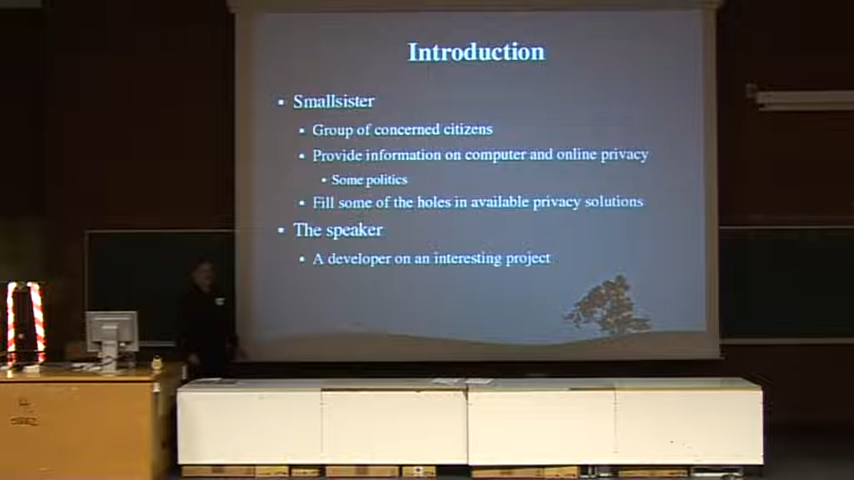 Introduction
Smallsister
Group of concerned citizens
Provide information on computer and online privacy
Some politics
Fill some of the holes in available privacy solutions
The speaker
A developer on an interesting project